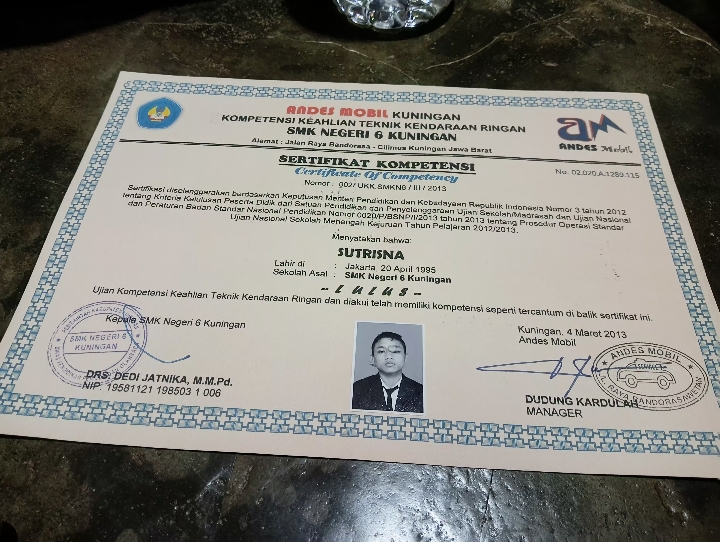 ANDES MOBIL KUNINGAN
KOMPETENSI KEAHLIAN TEKNIK KENDARAAN RINGAN
SMK NEGERI 6 KUNINGAN
Alamat : Jalan Raya Bandorasa - Cilimus Kuningan Jawa Barat
am
ANDES Mobil
SERTIFIKAT KOMPETENSI
Certificate Of Competency
No. 02.020.A.1289.115
Nomor : 002/ UKK.SMKN6 / III / 2013
Sertifikasi diselenggarakan berdasarkan Keputusan Menteri Pendidikan dan Kebudayaan Republik Indonesia Nomor 3 tahun 2012
tentang Kriteria Kelulusan Peserta Didik dari Satuan Pendidikan dan Penyelenggaraan Ujian Sekolah/Madrasah dan Ujian Nasional
dan Peraturan Badan Standar Nasional Pendidikan Nomor 0020/P/BSNP/I/2013 tahun 2013 tentang Prosedur Operasi Standar
Ujian Nasional Sekolah Menengah Kejuruan Tahun Pelajaran 2012/2013.
Menyatakan bahwa:
SUTRISNA
Lahir di : Jakarta, 20 April 1995
Sekolah Asal : SMK Negeri 6 Kuningan
- L U L U S -
Ujian Kompetensi Keahlian Teknik Kendaraan Ringan dan diakui telah memiliki kompetensi seperti tercantum di balik sertifikat ini.
Kepala SMK Negeri 6 Kuningan
SMK NEGERI 6
KUNINGAN
DRS. DEDI JATNIKA, M.M.Pd.
NIP. 19581121 198503 1 006
Kuningan, 4 Maret 2013
Andes Mobil
ANDES MOBIL
DUDUNG KARDULAH
MANAGER